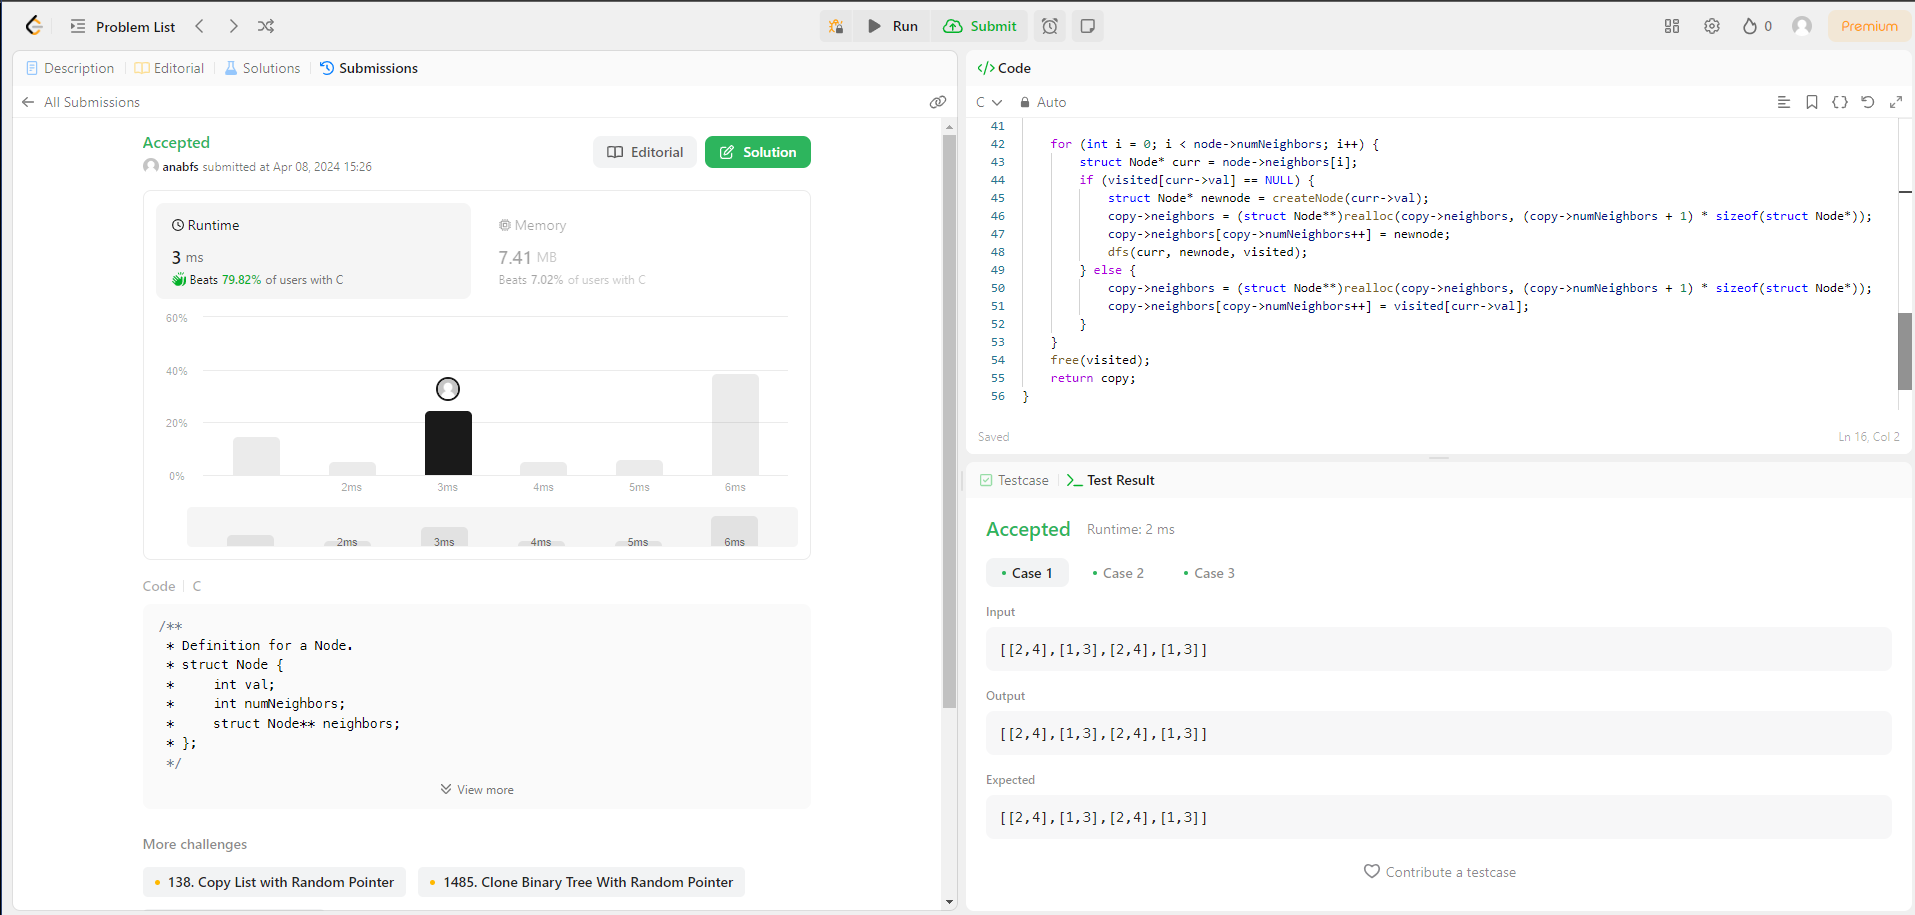 Problem List
Run
Submit
0
Premium
Description
Editorial
Solutions
Submissions
All Submissions
Accepted
anabfs submitted at Apr 08, 2024 15:26
Editorial
Solution
Runtime
3 ms
Beats 79.82% of users with C
Memory
7.41 MB
Beats 7.02% of users with C
60%
40%
20%
0%
2ms
3ms
4ms
5ms
6ms
2ms
3ms
4ms
5ms
6ms
Code
C
/**
 * Definition for a Node.
 * struct Node {
 *     int val;
 *     int numNeighbors;
 *     struct Node** neighbors;
 * };
 */
View more
More challenges
138. Copy List with Random Pointer
1485. Clone Binary Tree With Random Pointer
</> Code
C
Auto
41
42    for (int i = 0; i < node->numNeighbors; i++) {
43        struct Node* curr = node->neighbors[i];
44        if (visited[curr->val] == NULL) {
45            struct Node* newnode = createNode(curr->val);
46            copy->neighbors = (struct Node**)realloc(copy->neighbors, (copy->numNeighbors + 1) * sizeof(struct Node*));
47            copy->neighbors[copy->numNeighbors++] = newnode;
48            dfs(curr, newnode, visited);
49        } else {
50            copy->neighbors = (struct Node**)realloc(copy->neighbors, (copy->numNeighbors + 1) * sizeof(struct Node*));
51            copy->neighbors[copy->numNeighbors++] = visited[curr->val];
52        }
53    }
54    free(visited);
55    return copy;
56 }
Saved
Ln 16, Col 2
Testcase
Test Result
Accepted
Runtime: 2 ms
Case 1
Case 2
Case 3
Input
[[2,4],[1,3],[2,4],[1,3]]
Output
[[2,4],[1,3],[2,4],[1,3]]
Expected
[[2,4],[1,3],[2,4],[1,3]]
Contribute a testcase